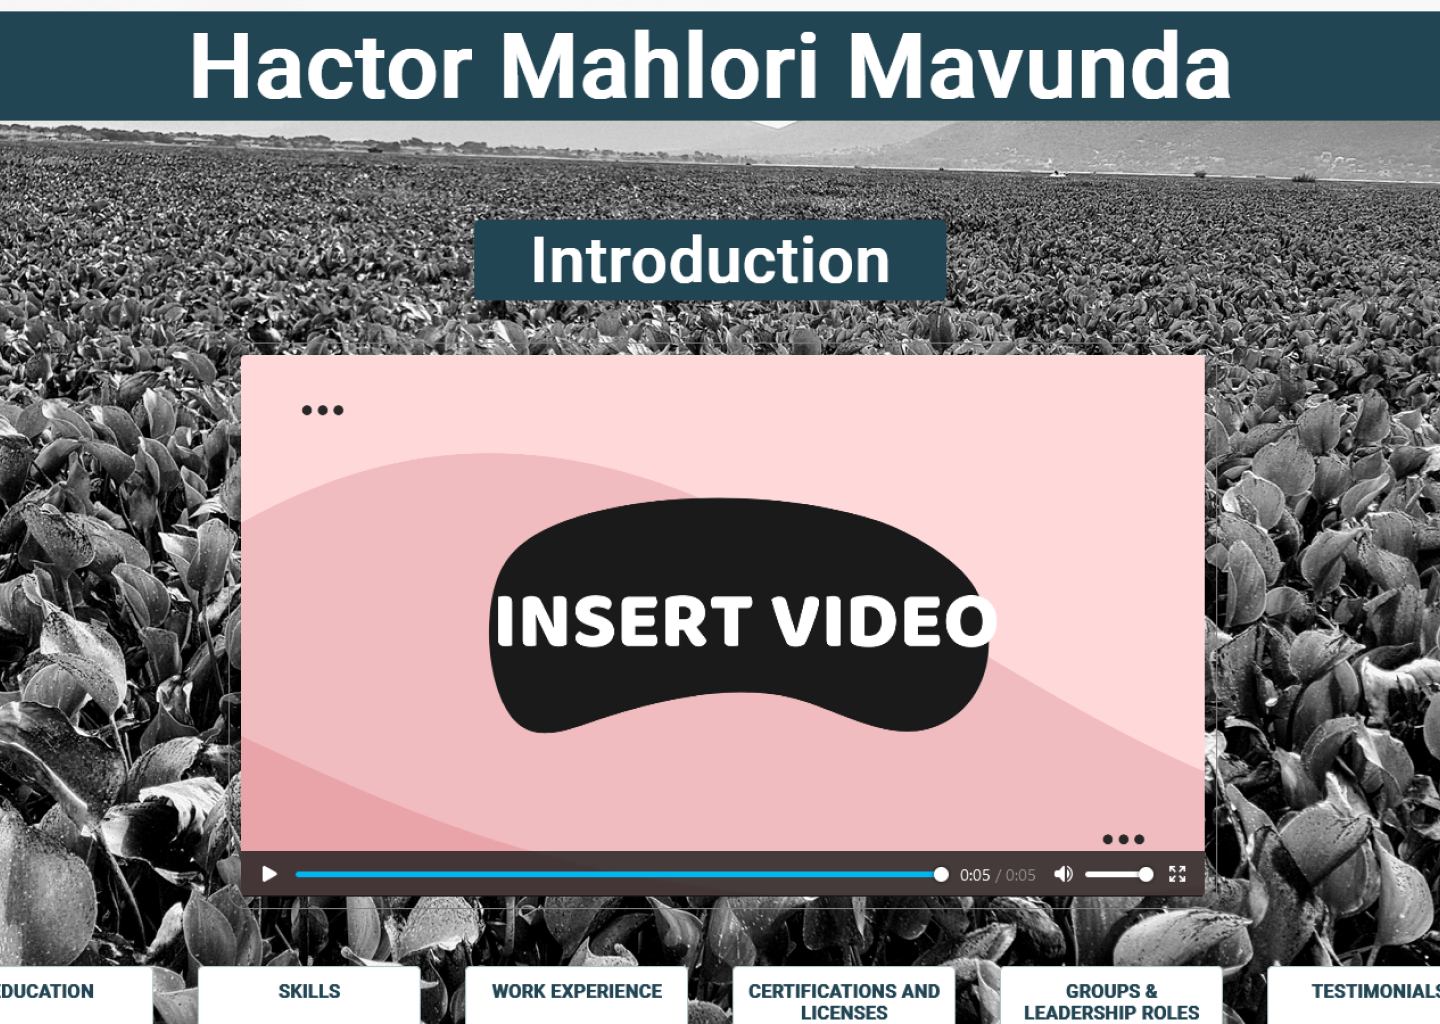 Hactor Mahlori Mavunda
Introduction
INSERT VIDEO
0:05 / 0:05
EDUCATION
SKILLS
WORK EXPERIENCE
CERTIFICATIONS AND
LICENSES
GROUPS &
LEADERSHIP ROLES
TESTIMONIALS